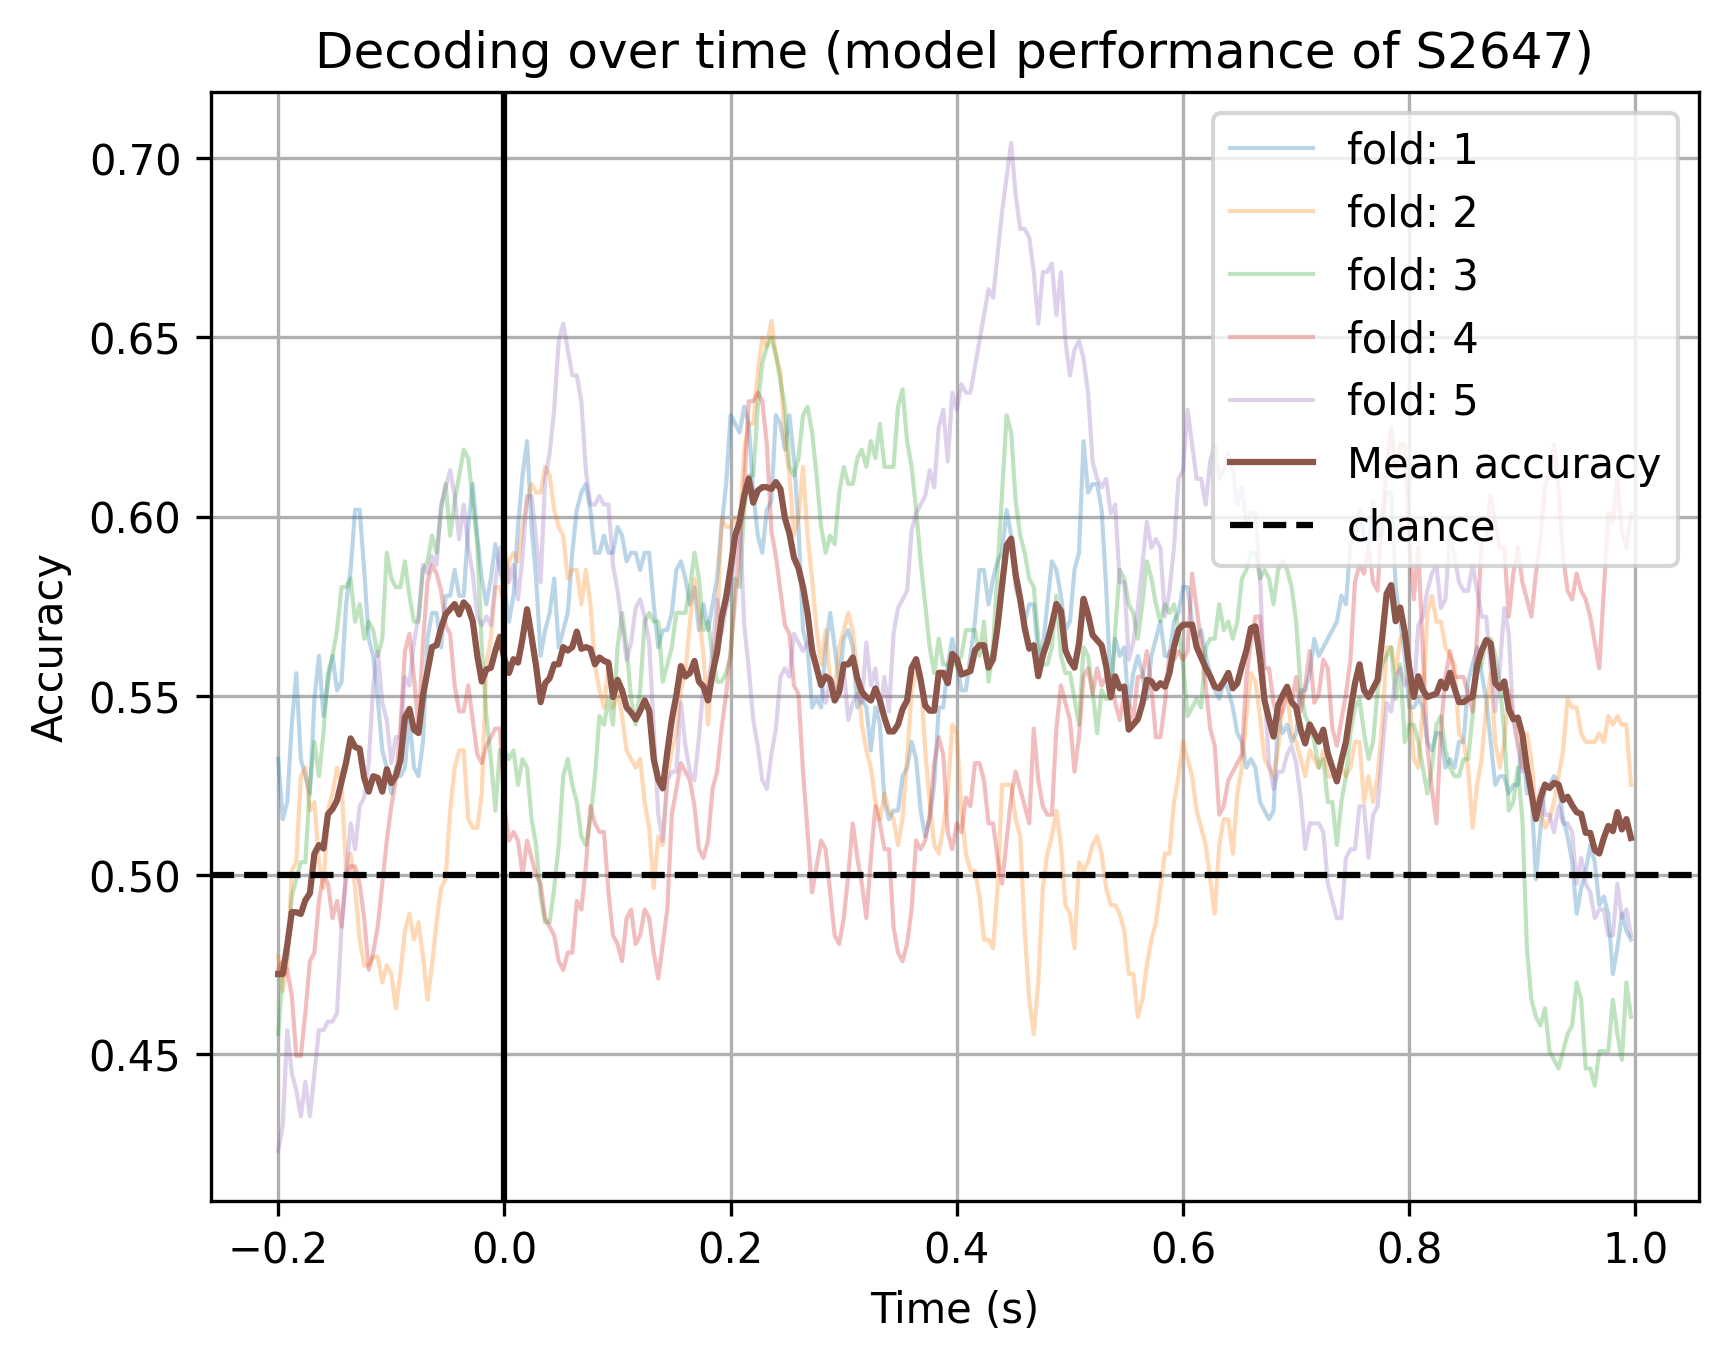 Decoding over time (model performance of S2647)
0.70
0.65
0.60
0.55
0.50
0.45
Accuracy
fold: 1
fold: 2
fold: 3
fold: 4
fold: 5
Mean accuracy
chance
−0.2 0.0 0.2 0.4 0.6 0.8 1.0
Time (s)